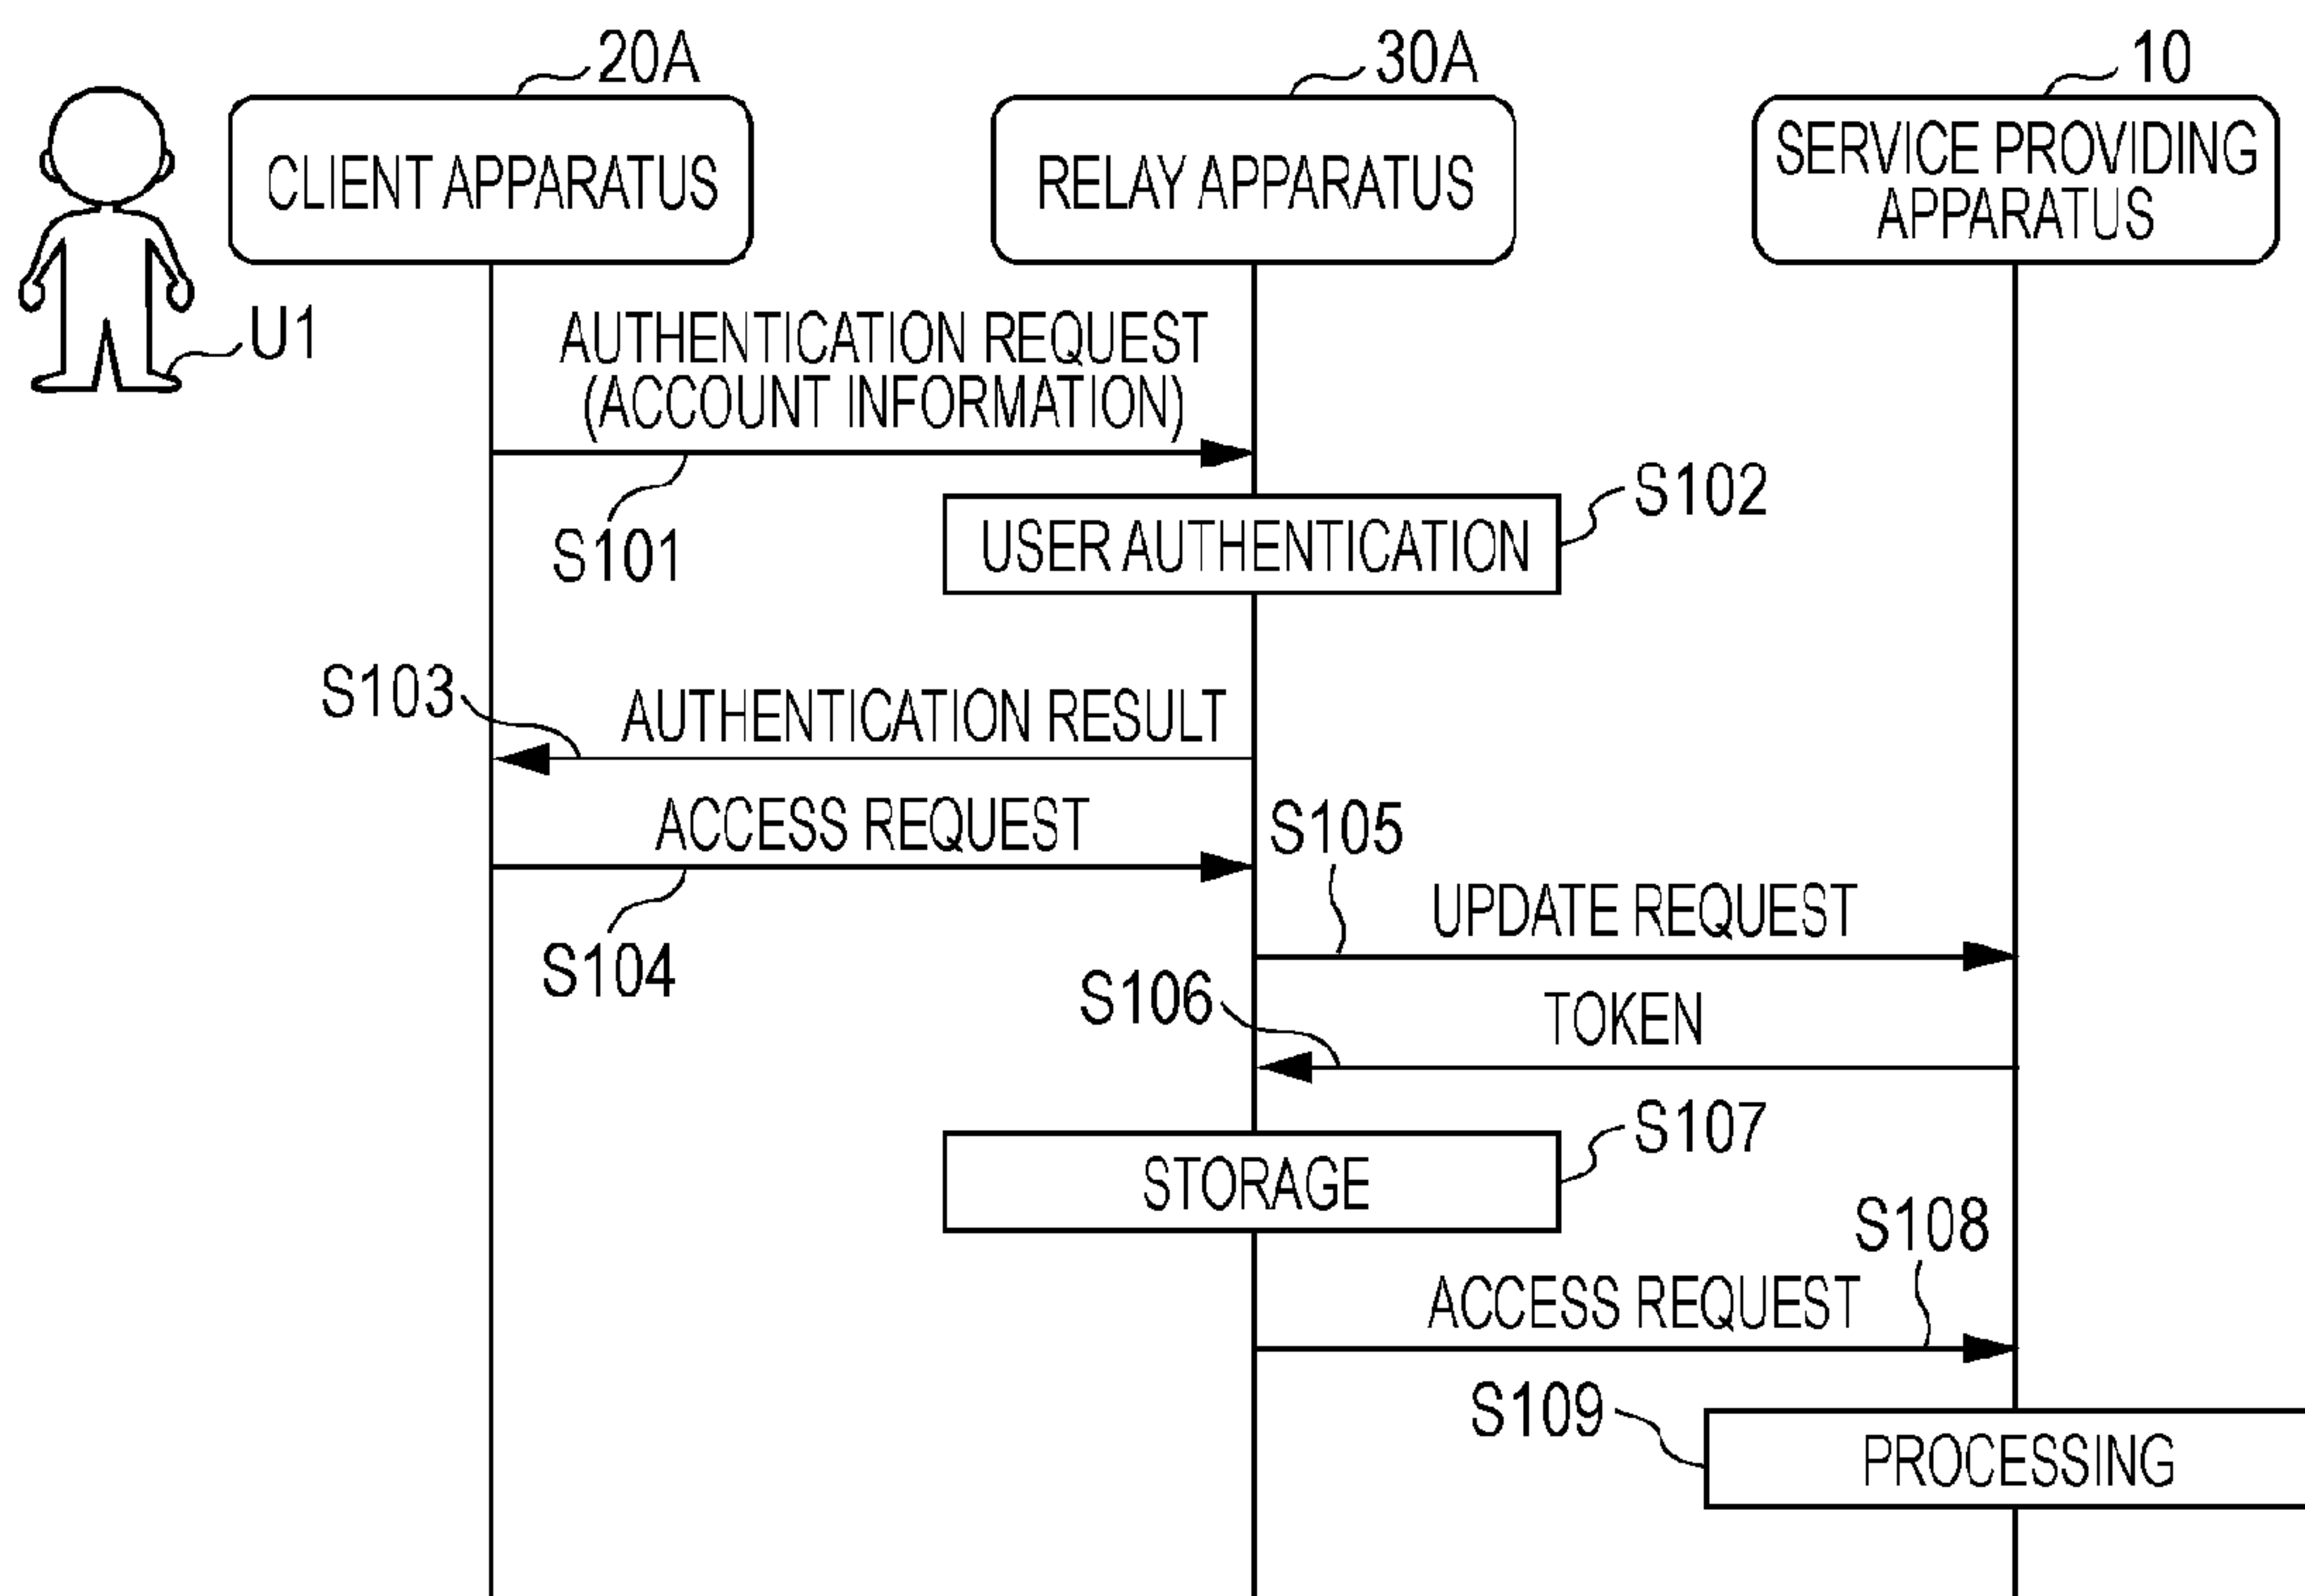 20A
30A
10
CLIENT APPARATUS
RELAY APPARATUS
SERVICE PROVIDING
APPARATUS
U1
AUTHENTICATION REQUEST
(ACCOUNT INFORMATION)
S101
S102
USER AUTHENTICATION
S103
AUTHENTICATION RESULT
ACCESS REQUEST
S104
S105
UPDATE REQUEST
S106
TOKEN
S107
STORAGE
S108
ACCESS REQUEST
S109
PROCESSING